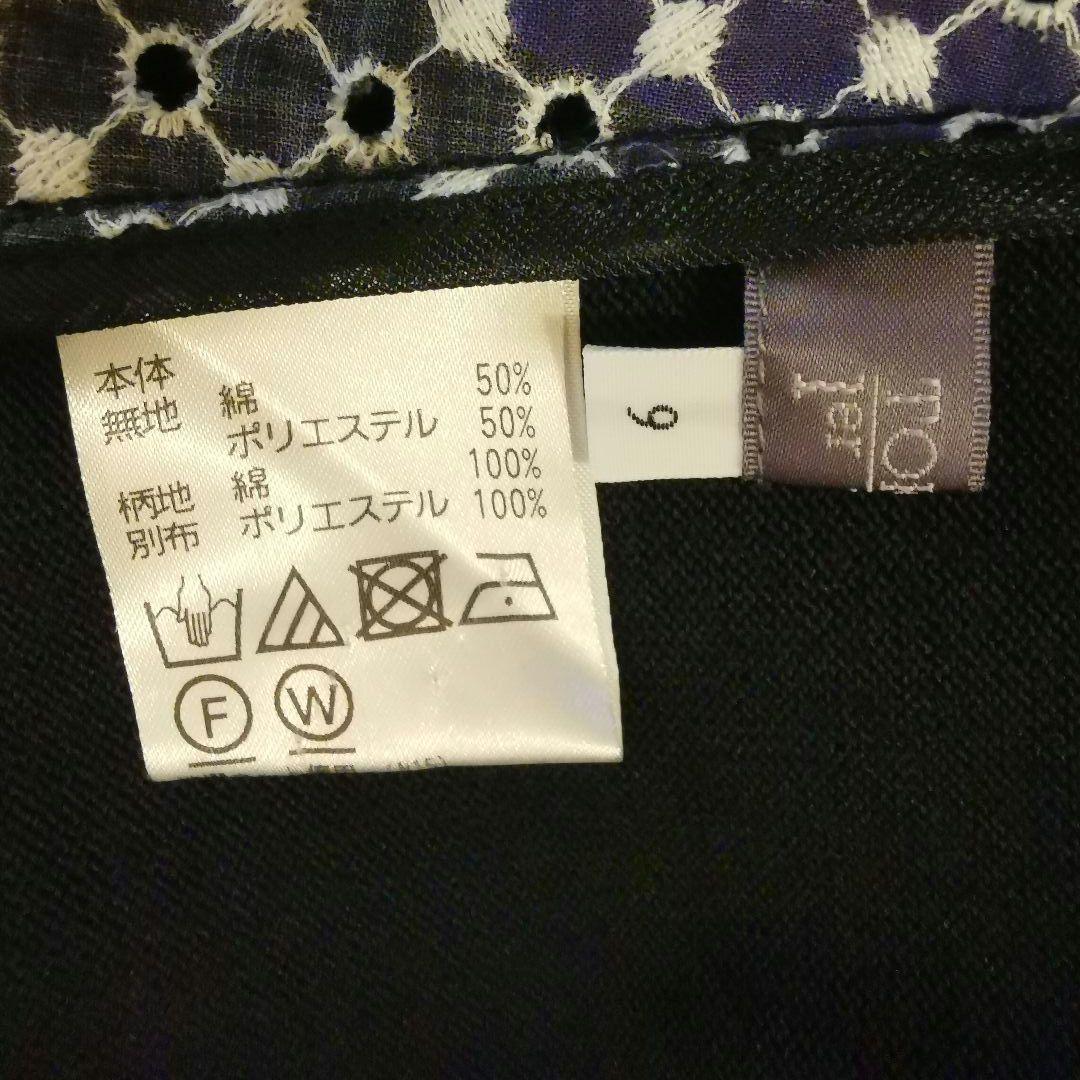 本体
無地 綿 50%
ポリエステル 50%
柄地 綿 100%
別布 ポリエステル 100%
F W
9